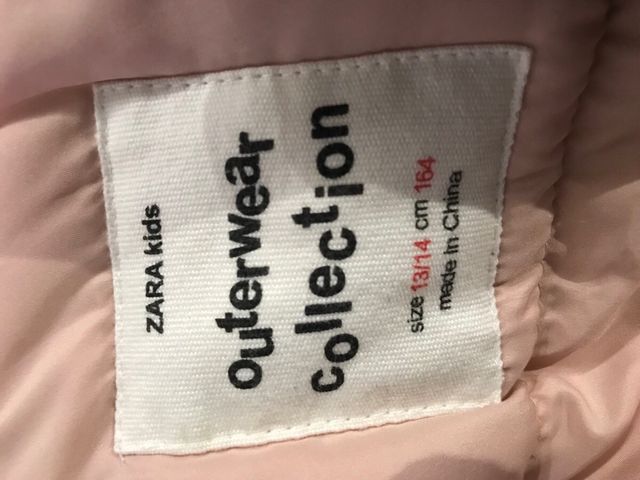 ZARA kids
outerwear
collection
size 13/14 cm 164
made in China